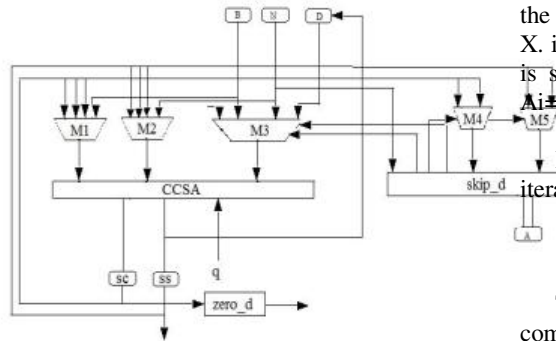 B N D
the
X. i
is s
Ai±
M1 M2 M3 M4 M5
CCSA
skip_d
itera
A
q
sc ss
zero_d
com